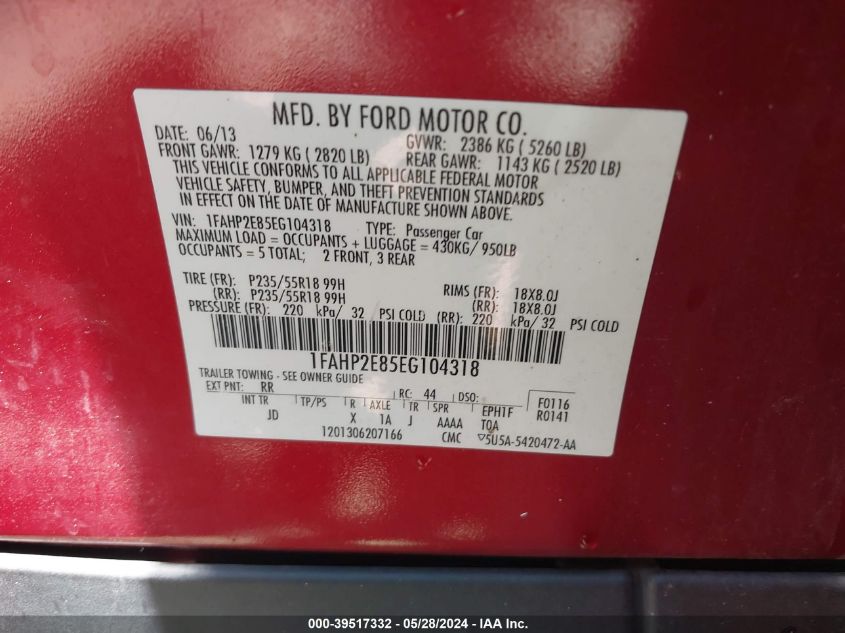 MFD. BY FORD MOTOR CO.
DATE: 06/13 GVWR: 2386 KG ( 5260 LB)
FRONT GAWR: 1279 KG ( 2820 LB) REAR GAWR: 1143 KG ( 2520 LB)
THIS VEHICLE CONFORMS TO ALL APPLICABLE FEDERAL MOTOR
VEHICLE SAFETY, BUMPER, AND THEFT PREVENTION STANDARDS
IN EFFECT ON THE DATE OF MANUFACTURE SHOWN ABOVE.
VIN: 1FAHP2E85EG104318 TYPE: Passenger Car
MAXIMUM LOAD = OCCUPANTS + LUGGAGE = 430KG/ 950LB
OCCUPANTS = 5 TOTAL; 2 FRONT, 3 REAR
TIRE (FR): P235/55R18 99H RIMS (FR): 18X8.0J
(RR): P235/55R18 99H (RR): 18X8.0J
PRESSURE (FR): 220 kPa/ 32 PSI COLD (RR): 220 kPa/ 32 PSI COLD
1FAHP2E85EG104318
TRAILER TOWING - SEE OWNER GUIDE
EXT PNT: RR RC: 44 DSO: F0116
INT TR TP/PS R AXLE TR SPR EPH1F R0141
JD X 1A J AAAA TQA
1201306207166 CMC ▽5U5A-5420472-AA
000-39517332 - 05/28/2024 - IAA Inc.